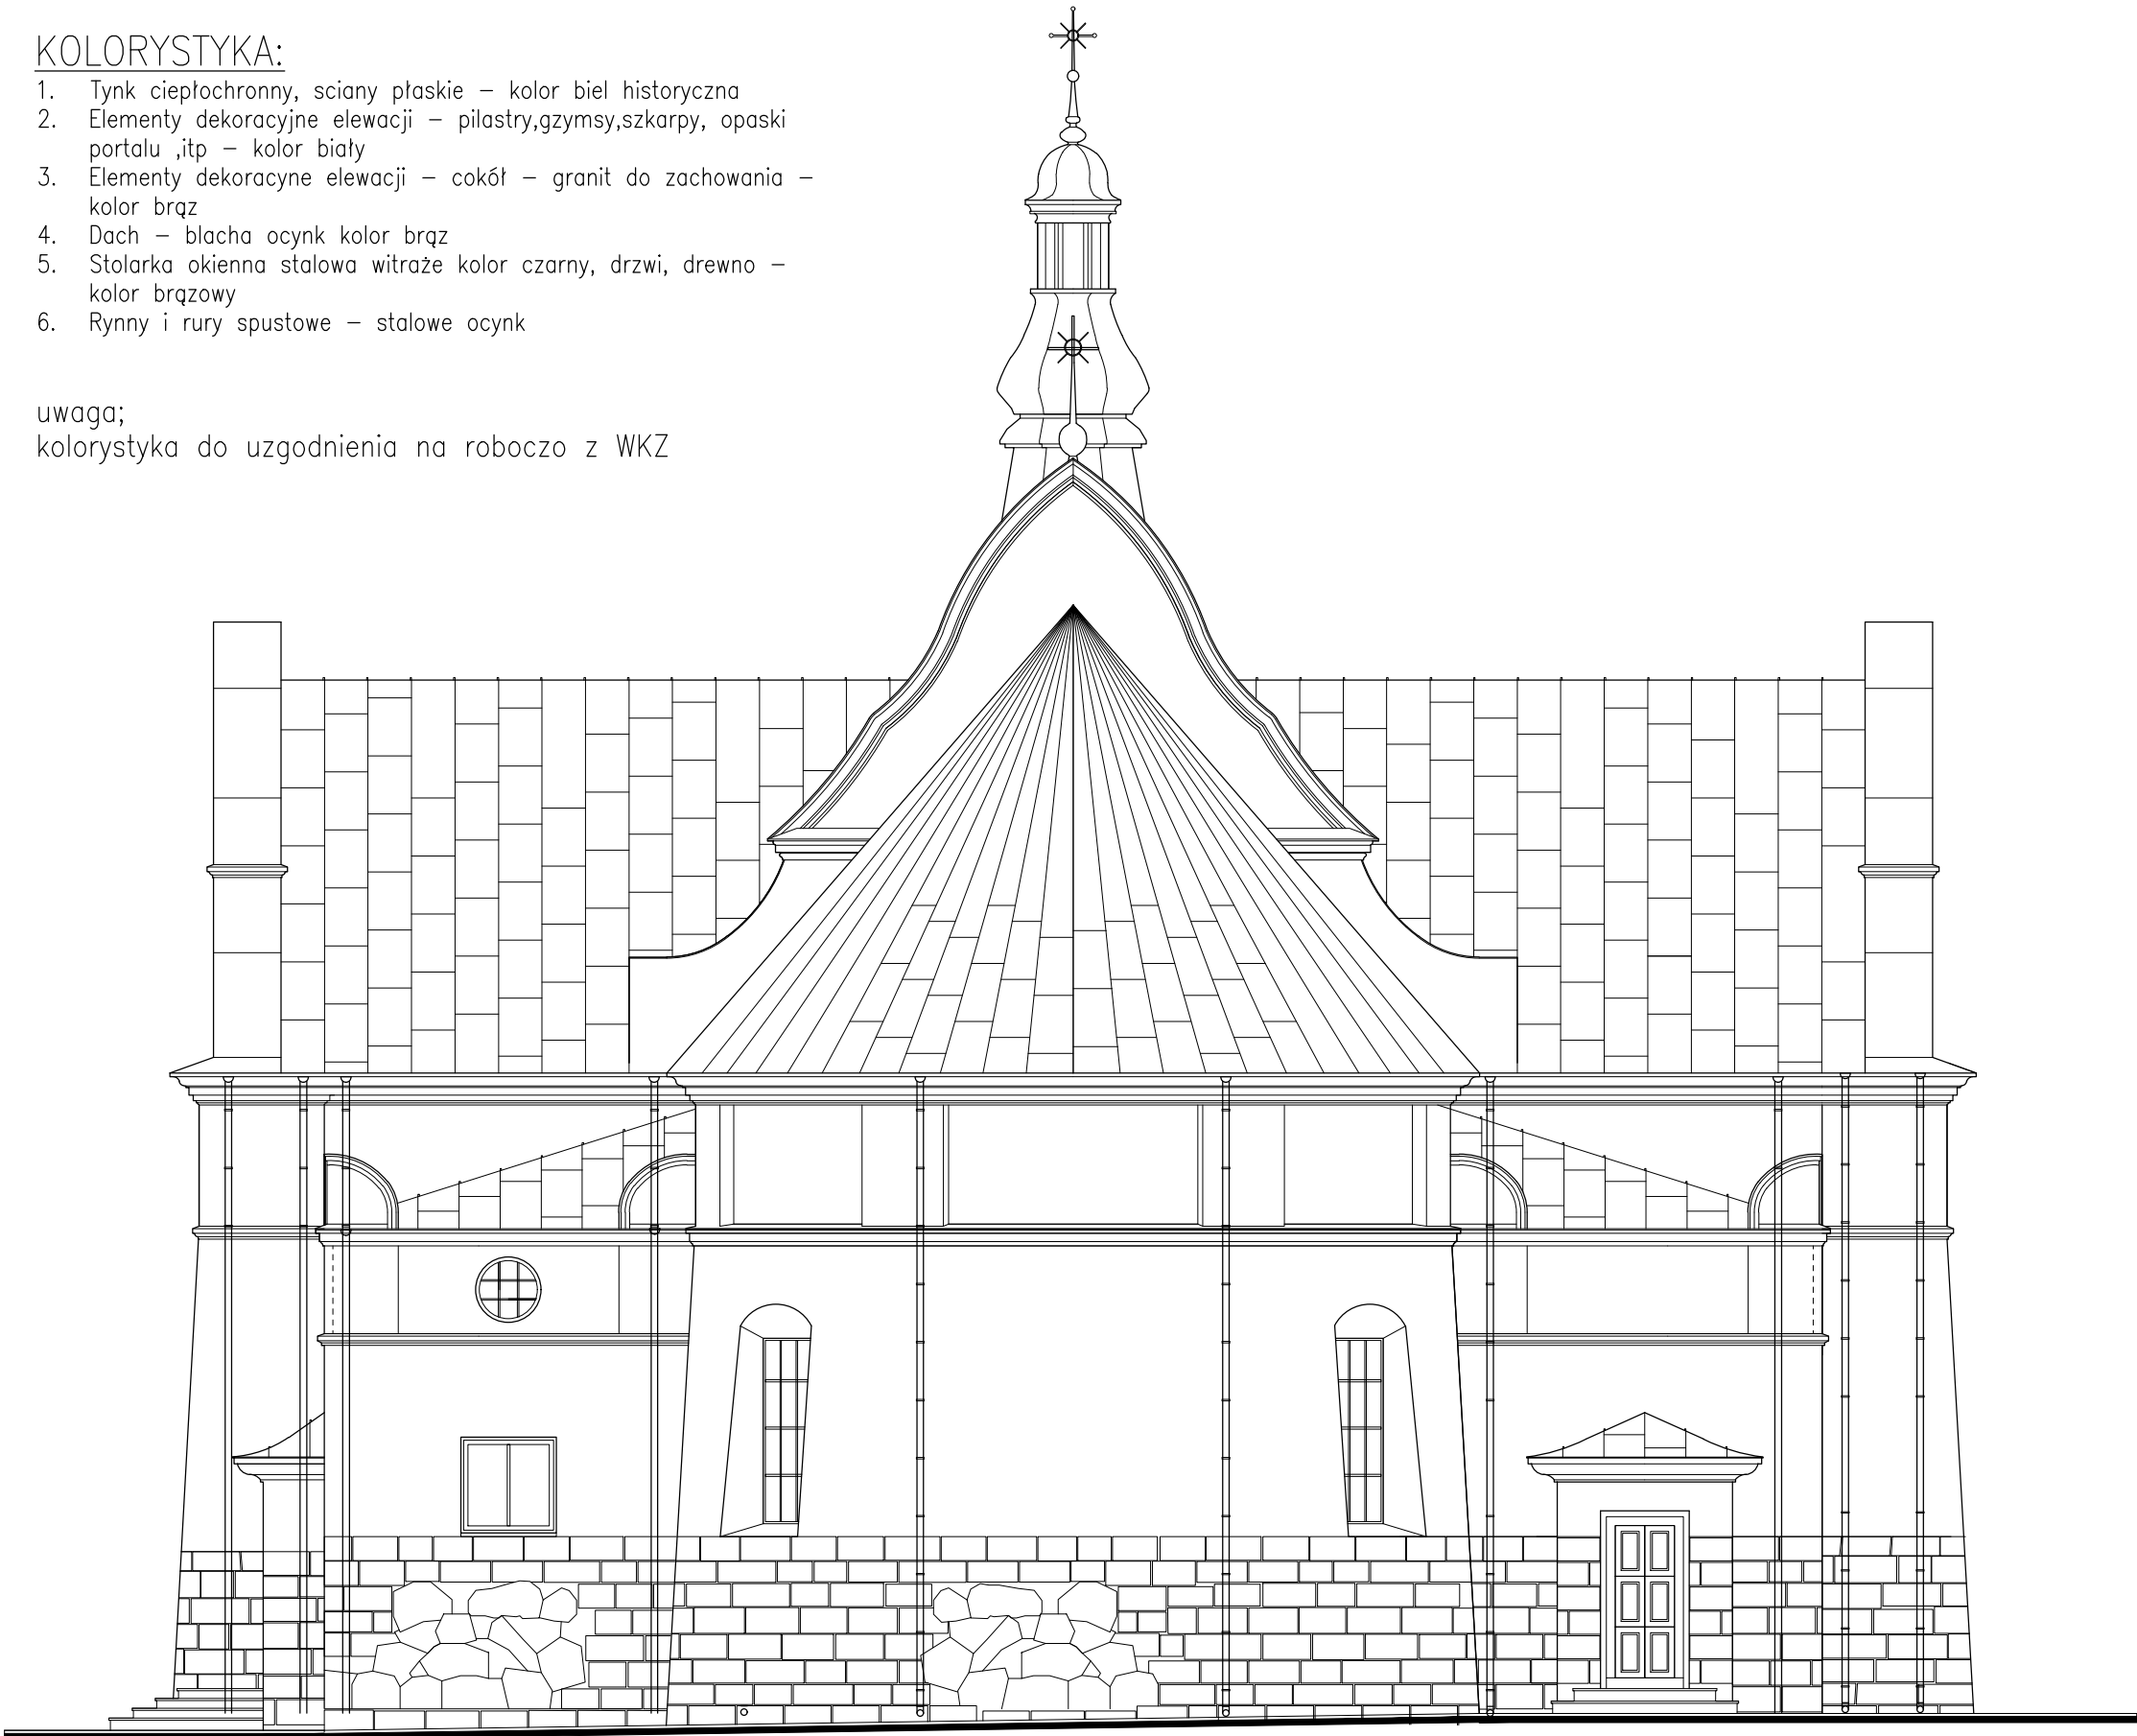 KOLORYSTYKA:
1. Tynk ciepłochronny, sciany płaskie – kolor biel historyczna
2. Elementy dekoracyjne elewacji – pilastry,gzymsy,szkarpy, opaski
portalu ,itp – kolor biały
3. Elementy dekoracyne elewacji – cokół – granit do zachowania –
kolor brąz
4. Dach – blacha ocynk kolor brąz
5. Stolarka okienna stalowa witraże kolor czarny, drzwi, drewno –
kolor brązowy
6. Rynny i rury spustowe – stalowe ocynk
uwaga;
kolorystyka do uzgodnienia na roboczo z WKZ